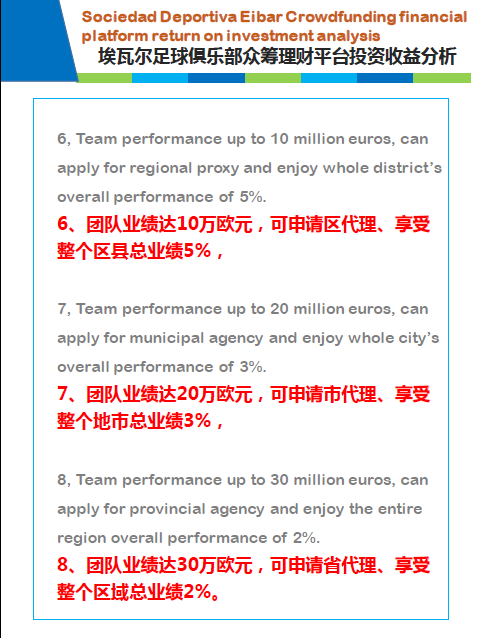 Sociedad Deportiva Eibar Crowdfunding financial
platform return on investment analysis
埃瓦尔足球俱乐部众筹理财平台投资收益分析
6, Team performance up to 10 million euros, can
apply for regional proxy and enjoy whole district's
overall performance of 5%.
6、团队业绩达10万欧元，可申请区代理、享受
整个区县总业绩5%，
7, Team performance up to 20 million euros, can
apply for municipal agency and enjoy whole city's
overall performance of 3%.
7、团队业绩达20万欧元，可申请市代理、享受
整个地市总业绩3%，
8, Team performance up to 30 million euros, can
apply for provincial agency and enjoy the entire
region overall performance of 2%.
8、团队业绩达30万欧元，可申请省代理、享受
整个区域总业绩2%。